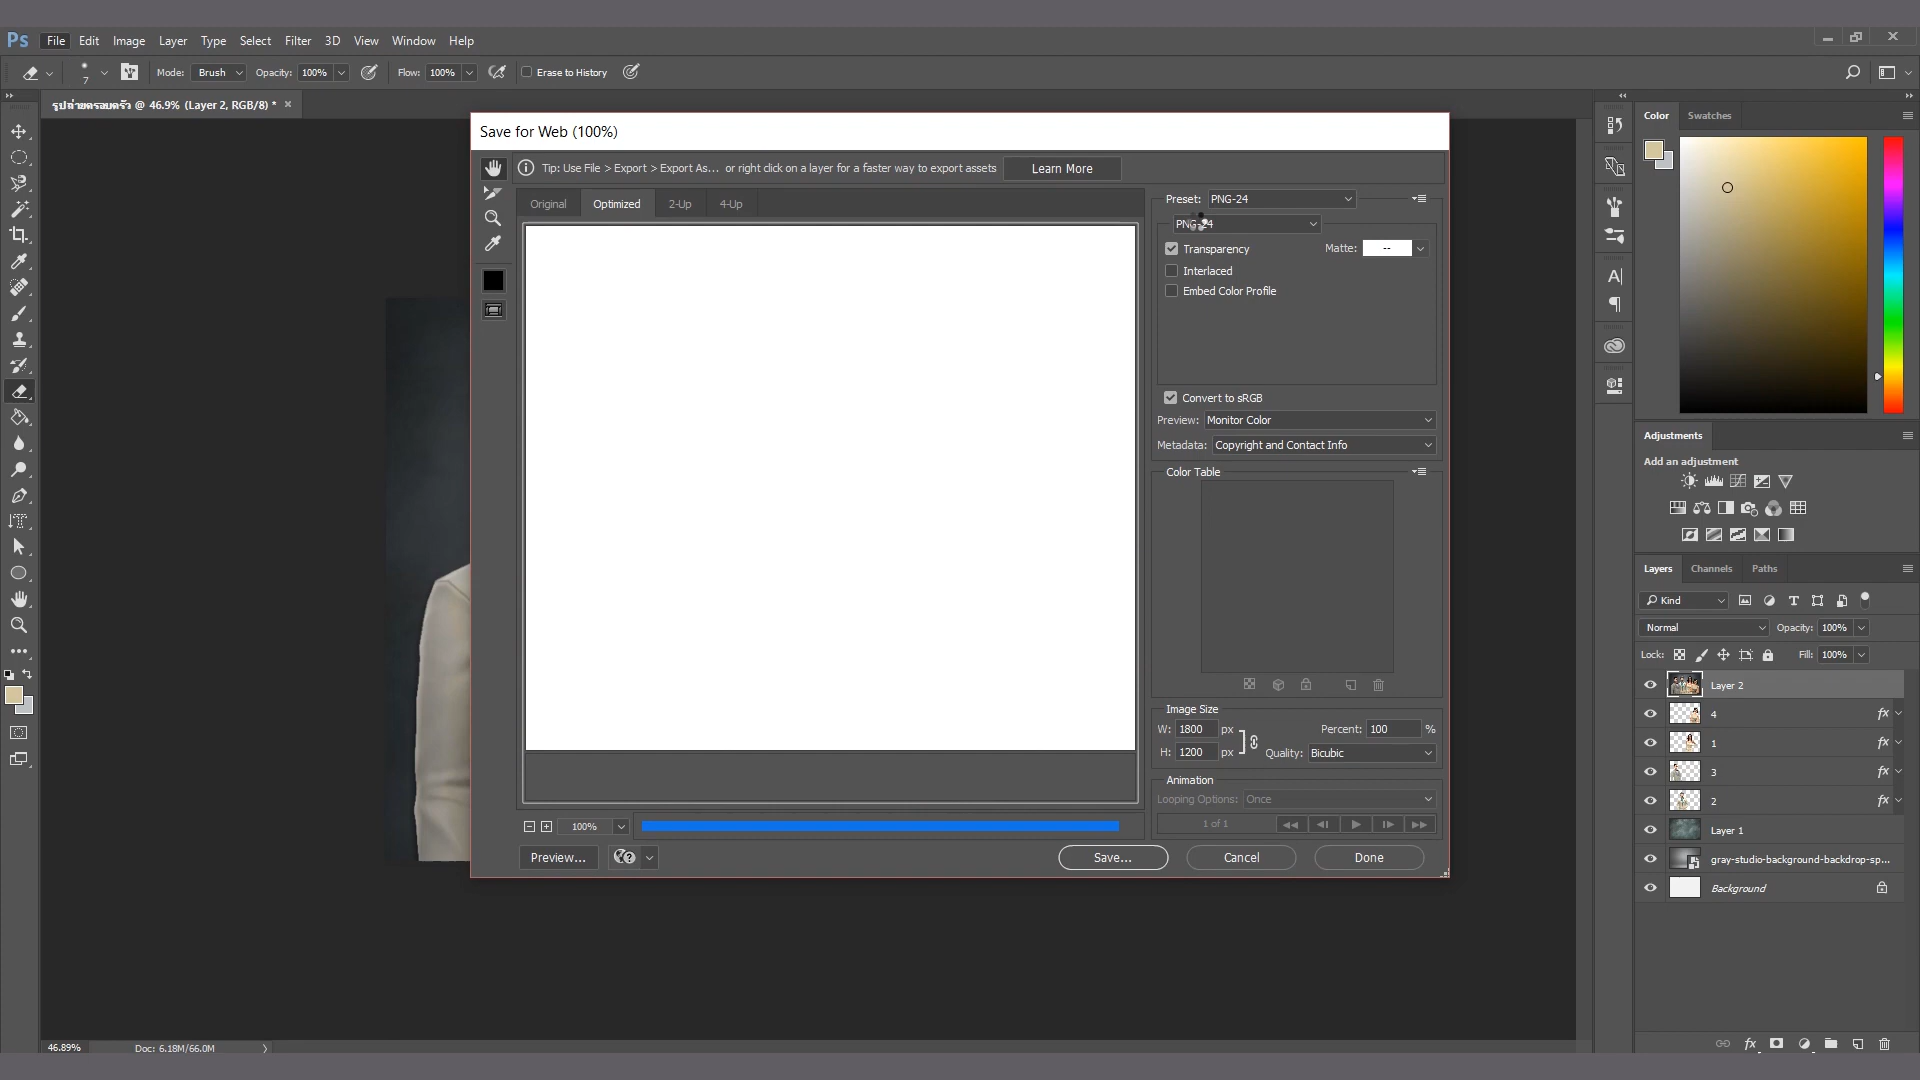 Ps File Edit Image Layer Type Select Filter 3D View Window Help
7 Mode: Brush Opacity: 100% Flow: 100% Erase to History
รูปถ่ายครอบครัว @ 46.9% (Layer 2, RGB/8) * ×
Save for Web (100%)
Tip: Use File > Export > Export As... or right click on a layer for a faster way to export assets Learn More
Original Optimized 2-Up 4-Up
Preset: PNG-24
PNG-24
Transparency Matte: --
Interlaced
Embed Color Profile
Convert to sRGB
Preview: Monitor Color
Metadata: Copyright and Contact Info
Color Table
Image Size
W: 1800 px Percent: 100 %
H: 1200 px Quality: Bicubic
Animation
Looping Options: Once
1 of 1
100%
Preview... Save... Cancel Done
Color Swatches
Adjustments
Add an adjustment
Layers Channels Paths
Kind
Normal Opacity: 100%
Lock: Fill: 100%
Layer 2
4 fx
1 fx
3 fx
2 fx
Layer 1
gray-studio-background-backdrop-sp...
Background
46.89% Doc: 6.18M/66.0M